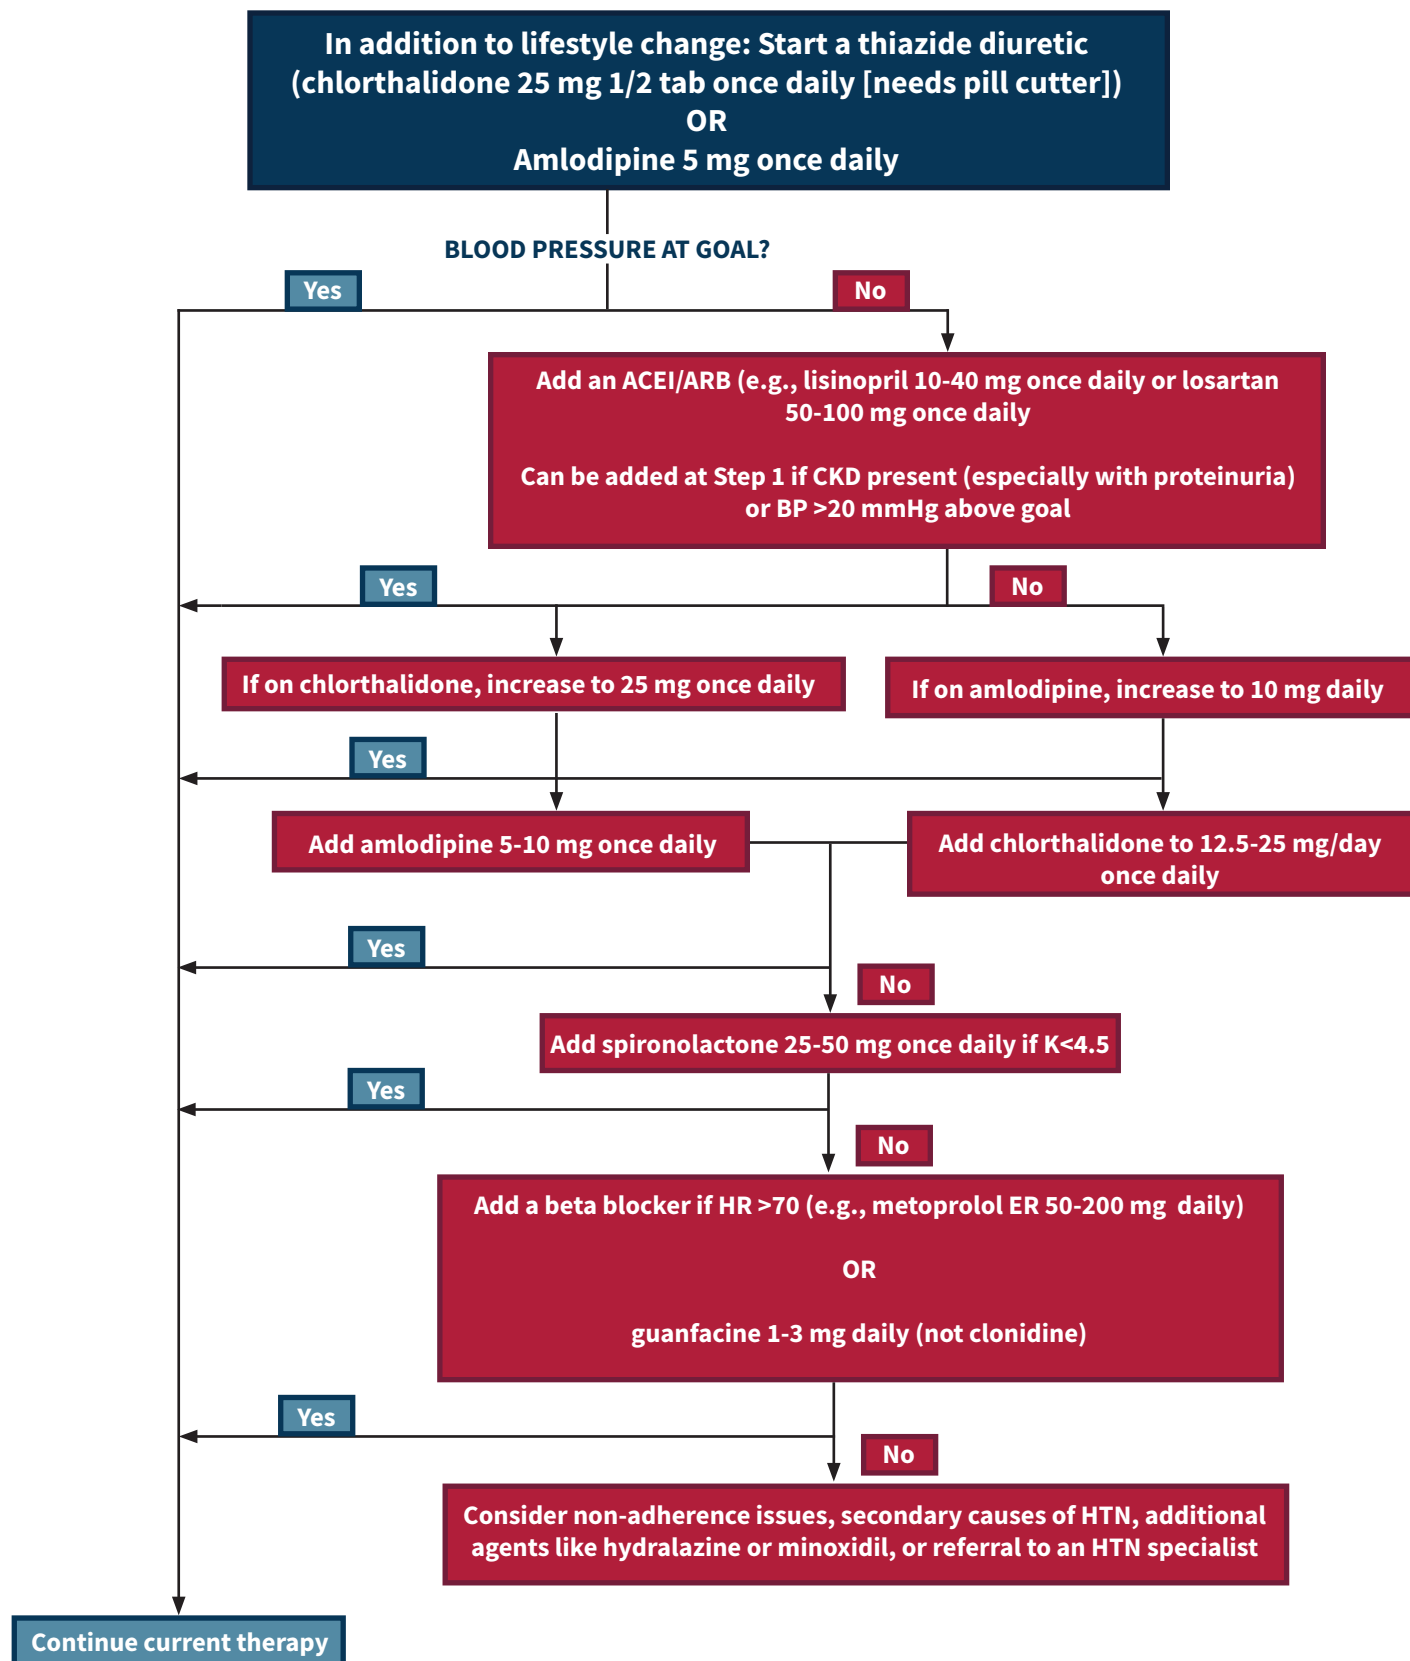 In addition to lifestyle change: Start a thiazide diuretic
(chlorthalidone 25 mg 1/2 tab once daily [needs pill cutter])
OR
Amlodipine 5 mg once daily
BLOOD PRESSURE AT GOAL?
Yes
No
Add an ACEI/ARB (e.g., lisinopril 10-40 mg once daily or losartan
50-100 mg once daily
Can be added at Step 1 if CKD present (especially with proteinuria)
or BP >20 mmHg above goal
Yes
No
If on chlorthalidone, increase to 25 mg once daily
If on amlodipine, increase to 10 mg daily
Yes
Add amlodipine 5-10 mg once daily
Add chlorthalidone to 12.5-25 mg/day
once daily
Yes
No
Add spironolactone 25-50 mg once daily if K<4.5
Yes
No
Add a beta blocker if HR >70 (e.g., metoprolol ER 50-200 mg daily)
OR
guanfacine 1-3 mg daily (not clonidine)
Yes
No
Consider non-adherence issues, secondary causes of HTN, additional
agents like hydralazine or minoxidil, or referral to an HTN specialist
Continue current therapy